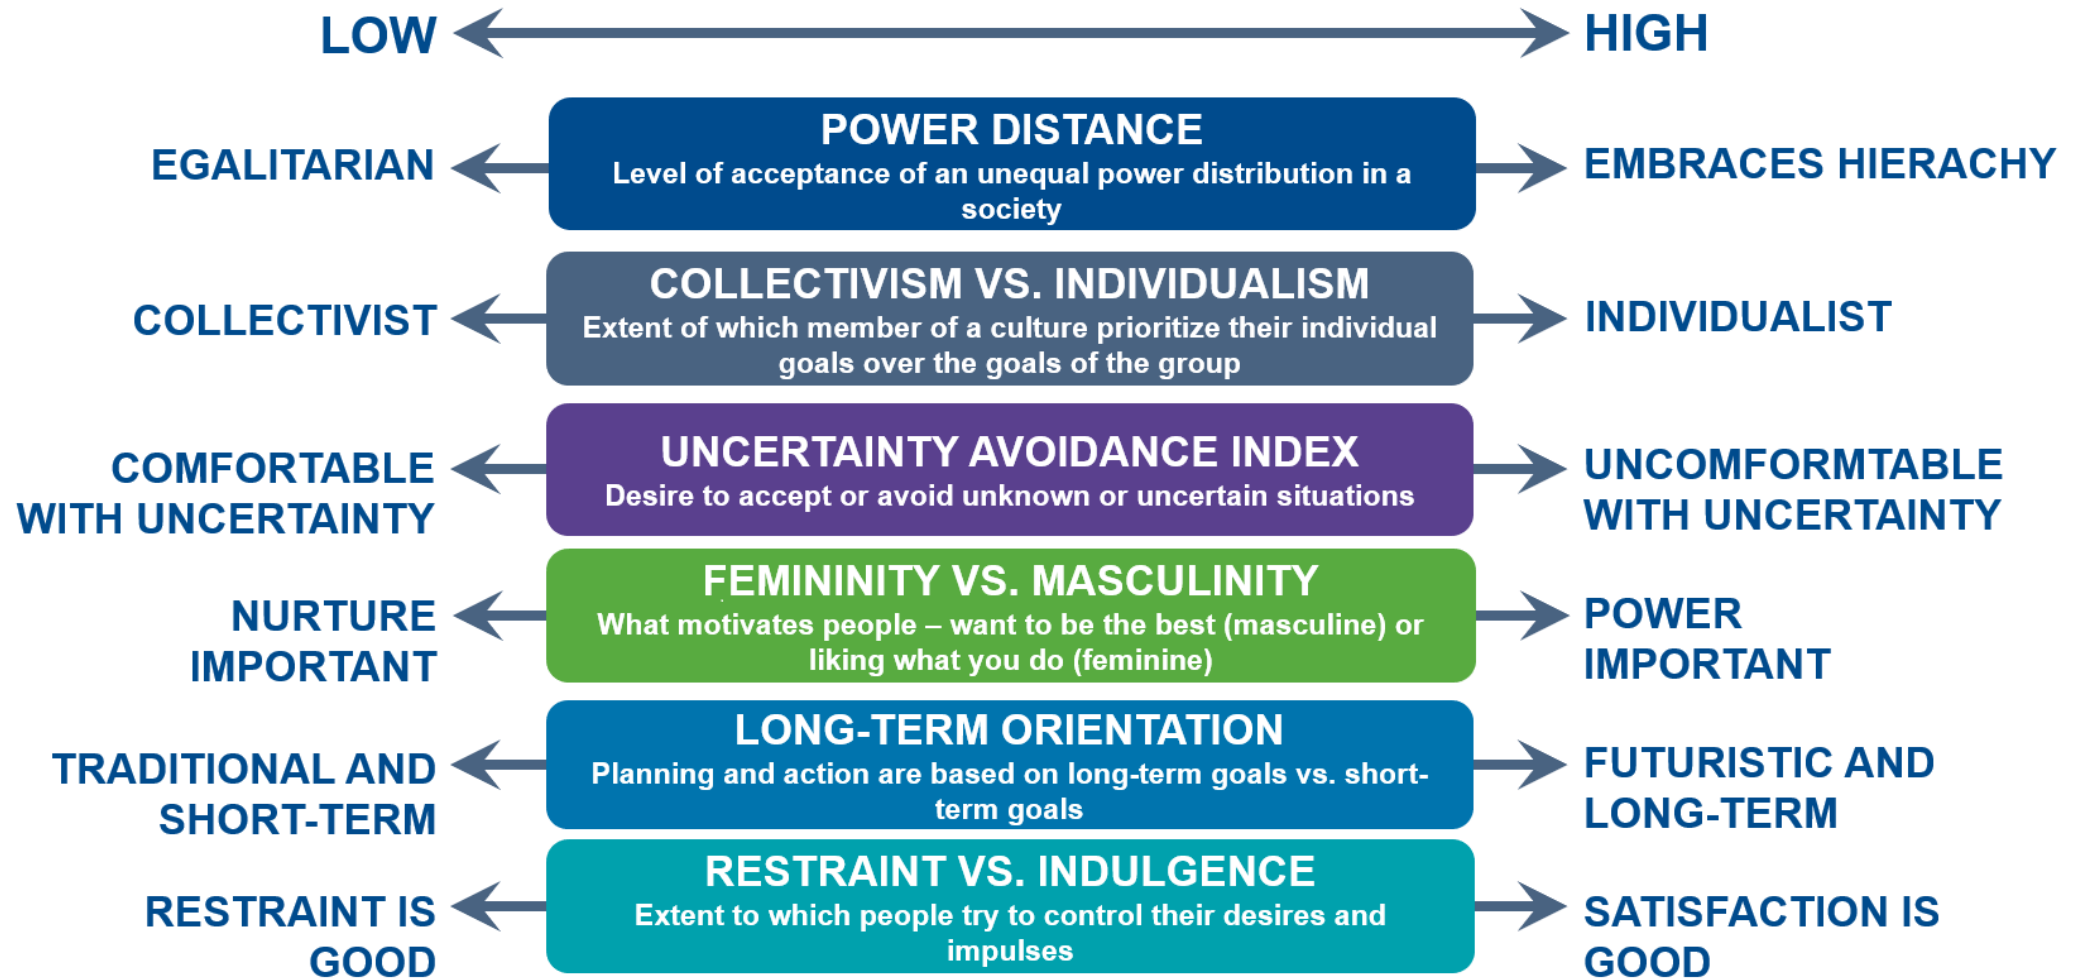 LOW
HIGH
EGALITARIAN
POWER DISTANCE
Level of acceptance of an unequal power distribution in a
society
EMBRACES HIERACHY
COLLECTIVIST
COLLECTIVISM VS. INDIVIDUALISM
Extent of which member of a culture prioritize their individual
goals over the goals of the group
INDIVIDUALIST
COMFORTABLE
WITH UNCERTAINTY
UNCERTAINTY AVOIDANCE INDEX
Desire to accept or avoid unknown or uncertain situations
UNCOMFORMTABLE
WITH UNCERTAINTY
NURTURE
IMPORTANT
FEMININITY VS. MASCULINITY
What motivates people – want to be the best (masculine) or
liking what you do (feminine)
POWER
IMPORTANT
TRADITIONAL AND
SHORT-TERM
LONG-TERM ORIENTATION
Planning and action are based on long-term goals vs. short-
term goals
FUTURISTIC AND
LONG-TERM
RESTRAINT IS
GOOD
RESTRAINT VS. INDULGENCE
Extent to which people try to control their desires and
impulses
SATISFACTION IS
GOOD